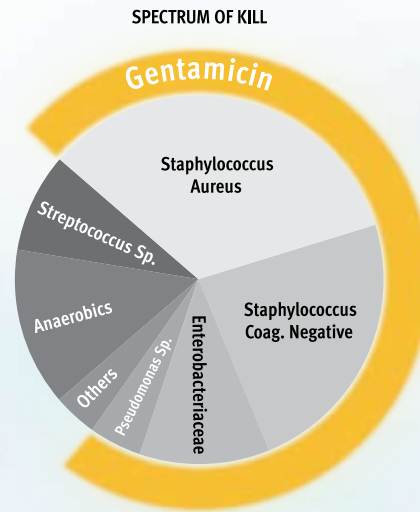 SPECTRUM OF KILL
Gentamicin
Staphylococcus
Aureus
Staphylococcus
Coag. Negative
Enterobacteriaceae
Pseudomonas Sp.
Others
Anaerobics
Streptococcus Sp.